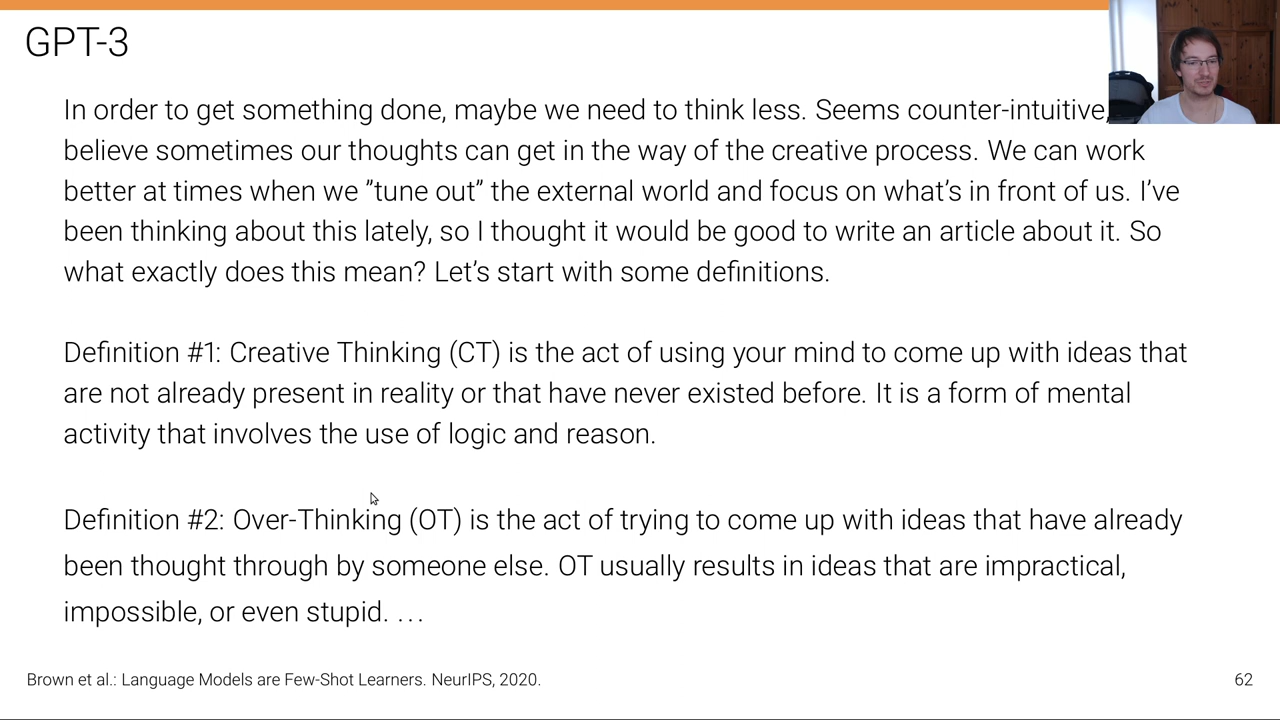 GPT-3
In order to get something done, maybe we need to think less. Seems counter-intuitive,
believe sometimes our thoughts can get in the way of the creative process. We can work
better at times when we ”tune out” the external world and focus on what’s in front of us. I’ve
been thinking about this lately, so I thought it would be good to write an article about it. So
what exactly does this mean? Let’s start with some definitions.
Definition #1: Creative Thinking (CT) is the act of using your mind to come up with ideas that
are not already present in reality or that have never existed before. It is a form of mental
activity that involves the use of logic and reason.
Definition #2: Over-Thinking (OT) is the act of trying to come up with ideas that have already
been thought through by someone else. OT usually results in ideas that are impractical,
impossible, or even stupid. . . .
Brown et al.: Language Models are Few-Shot Learners. NeurIPS, 2020.
62